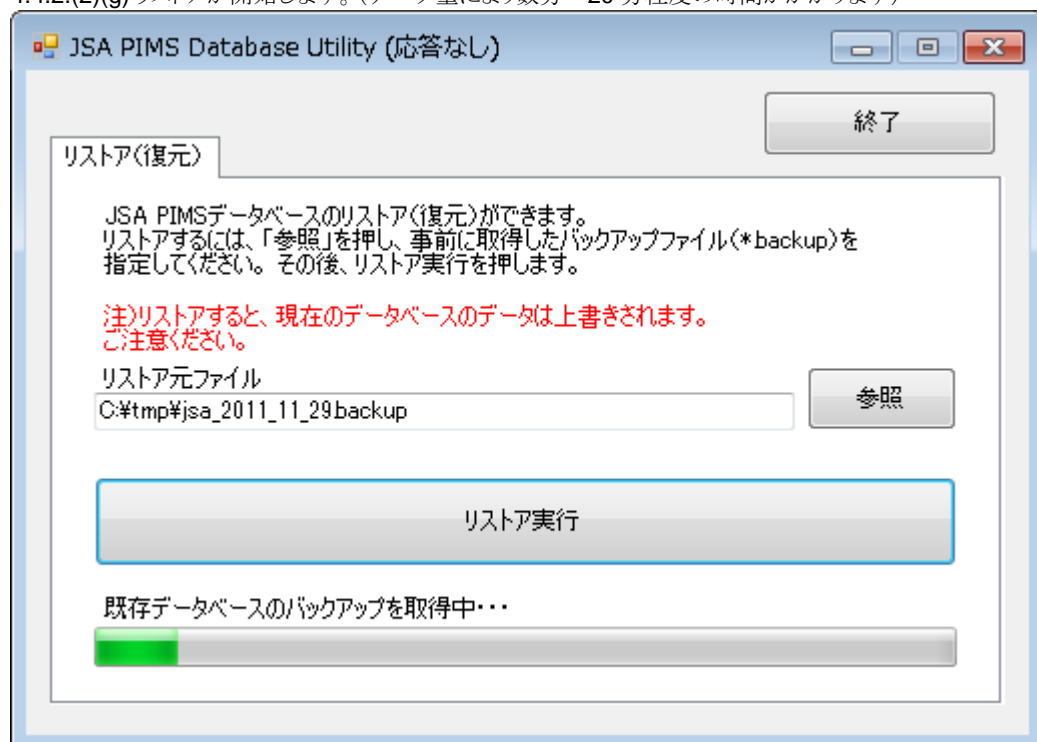 JSA PIMS Database Utility (応答なし)
終了
リストア(復元)
JSA PIMSデータベースのリストア(復元)ができます。
リストアするには、「参照」を押し、事前に取得したバックアップファイル(*.backup)を
指定してください。その後、リストア実行を押します。
注)リストアすると、現在のデータベースのデータは上書きされます。
ご注意ください。
リストア元ファイル
C:¥tmp¥jsa_2011_11_29.backup
参照
リストア実行
既存データベースのバックアップを取得中・・・